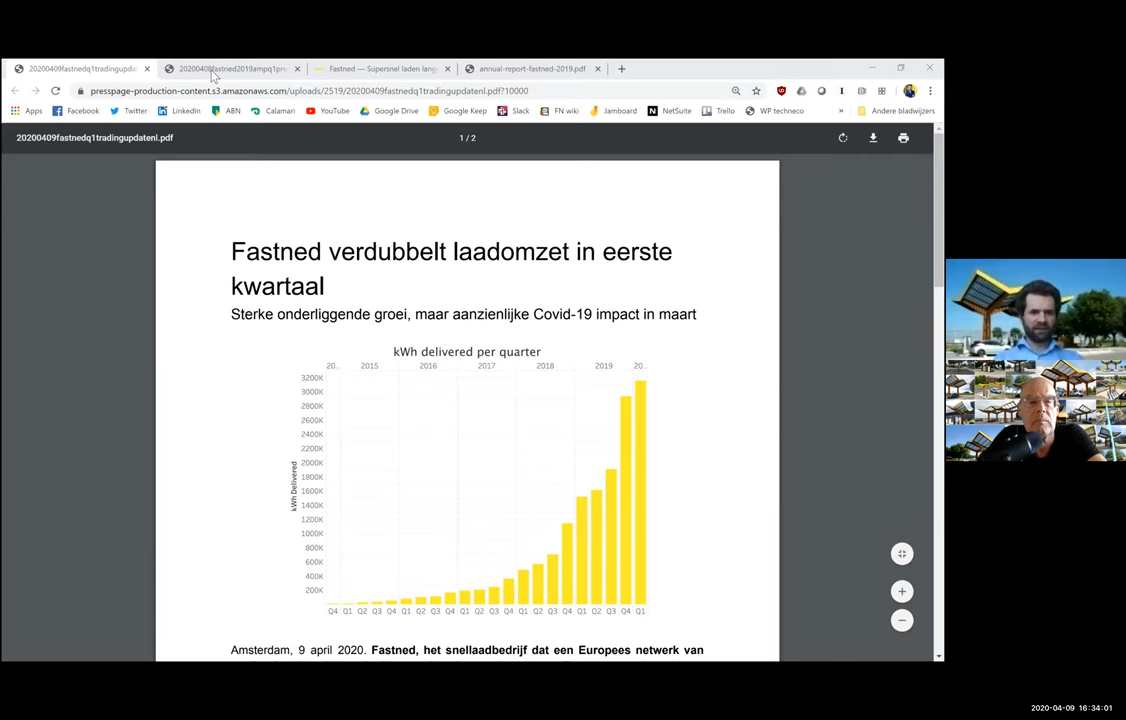 20200409fastnedq1tradingupda
20200408fastned2019ampq1pre
Fastned — Supersnel laden lang
annual-report-fastned-2019.pdf
presspage-production-content.s3.amazonaws.com/uploads/2519/20200409fastnedq1tradingupdatenl.pdf?10000
Apps Facebook Twitter LinkedIn ABN Calamari YouTube Google Drive Google Keep Slack FN wiki Jamboard NetSuite Trello WP techneco » Andere bladwijzers
20200409fastnedq1tradingupdatenl.pdf
1 / 2
Fastned verdubbelt laadomzet in eerste
kwartaal
Sterke onderliggende groei, maar aanzienlijke Covid-19 impact in maart
kWh delivered per quarter
20.. 2015 2016 2017 2018 2019 20..
3200K
3000K
2800K
2600K
2400K
2200K
2000K
1800K
1600K
1400K
1200K
1000K
800K
600K
400K
200K
kWh Delivered
Q4 Q1 Q2 Q3 Q4 Q1 Q2 Q3 Q4 Q1 Q2 Q3 Q4 Q1 Q2 Q3 Q4 Q1 Q2 Q3 Q4 Q1
Amsterdam, 9 april 2020. Fastned, het snellaadbedrijf dat een Europees netwerk van
2020-04-09 16:34:01